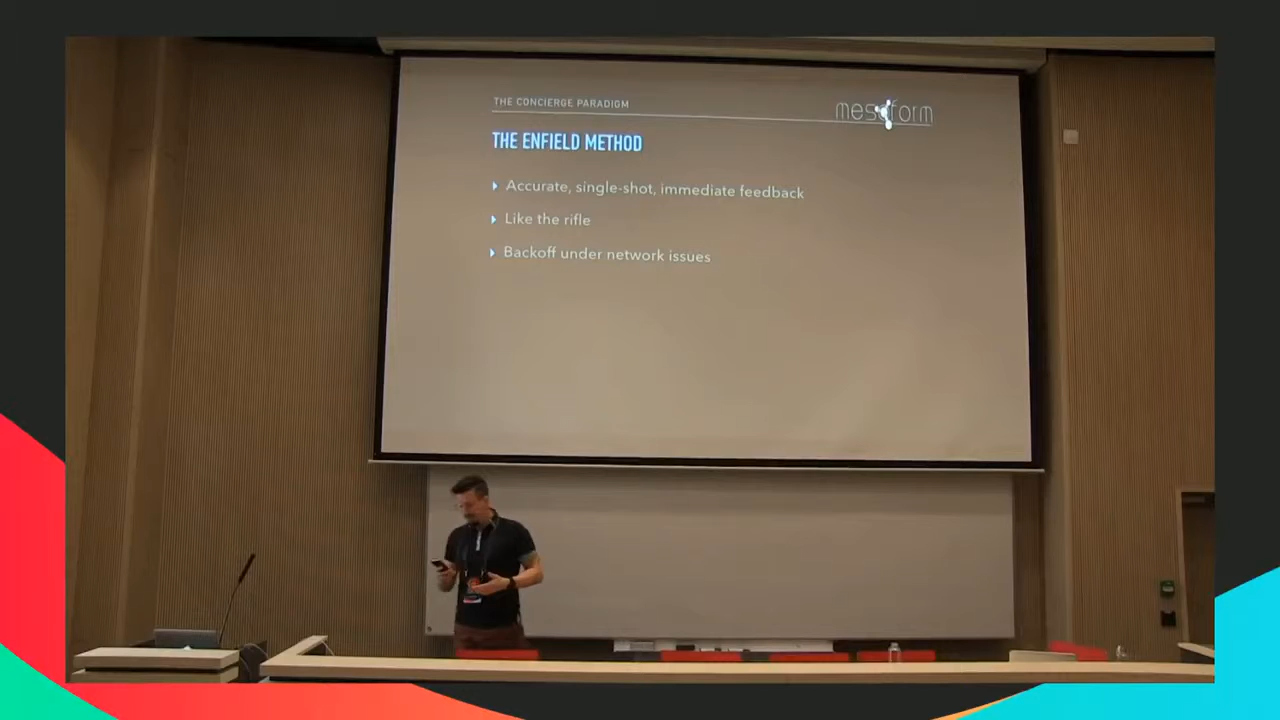 THE CONCIERGE PARADIGM
mesoform
THE ENFIELD METHOD
Accurate, single-shot, immediate feedback
Like the rifle
Backoff under network issues